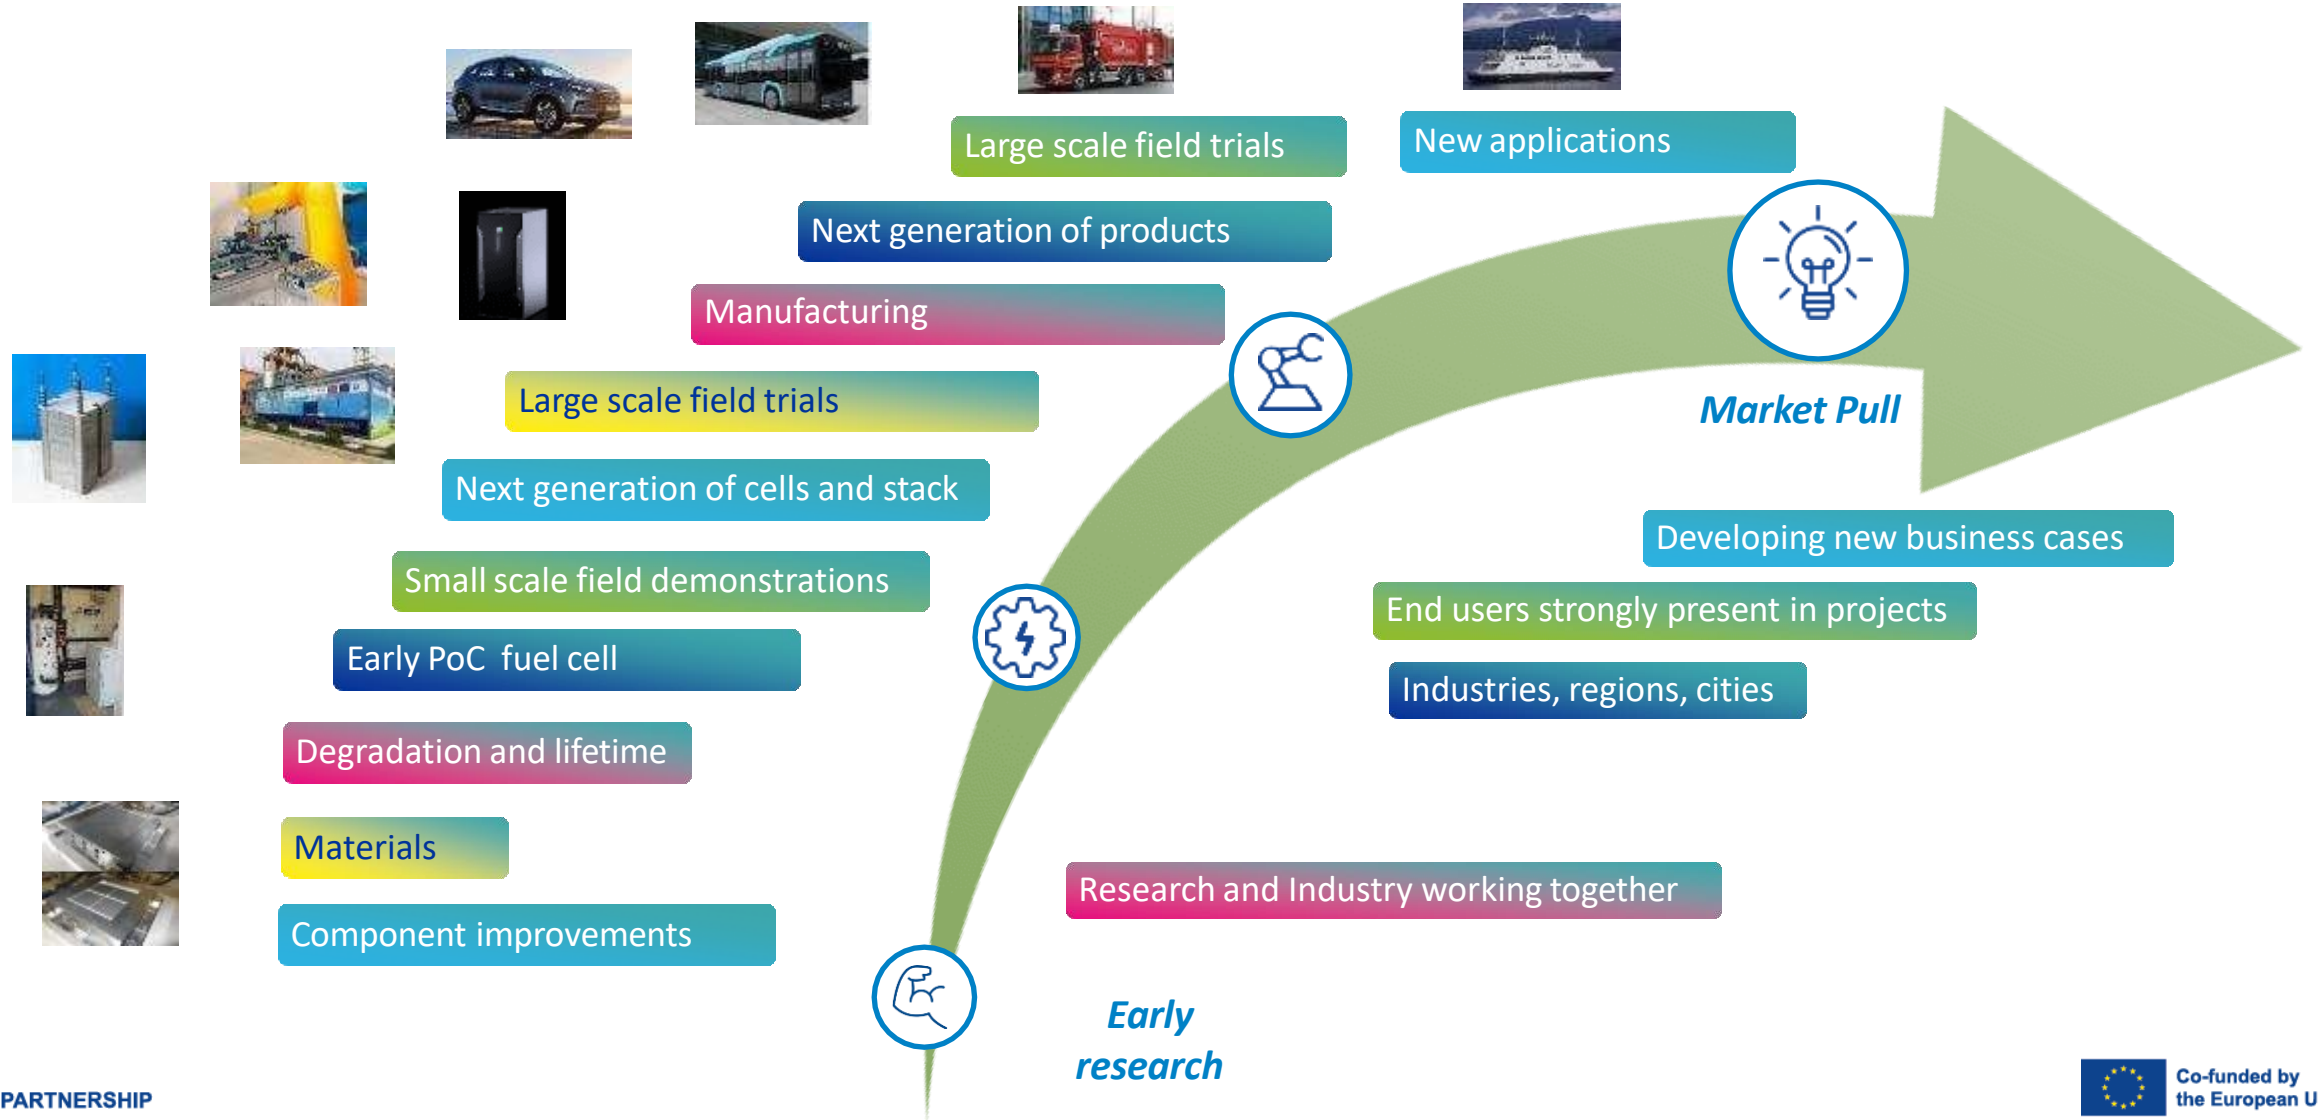 Large scale field trials
New applications
Next generation of products
Manufacturing
Large scale field trials
Market Pull
Next generation of cells and stack
Developing new business cases
Small scale field demonstrations
End users strongly present in projects
Early PoC fuel cell
Industries, regions, cities
Degradation and lifetime
Materials
Research and Industry working together
Component improvements
Early
research
PARTNERSHIP
Co-funded by
the European U